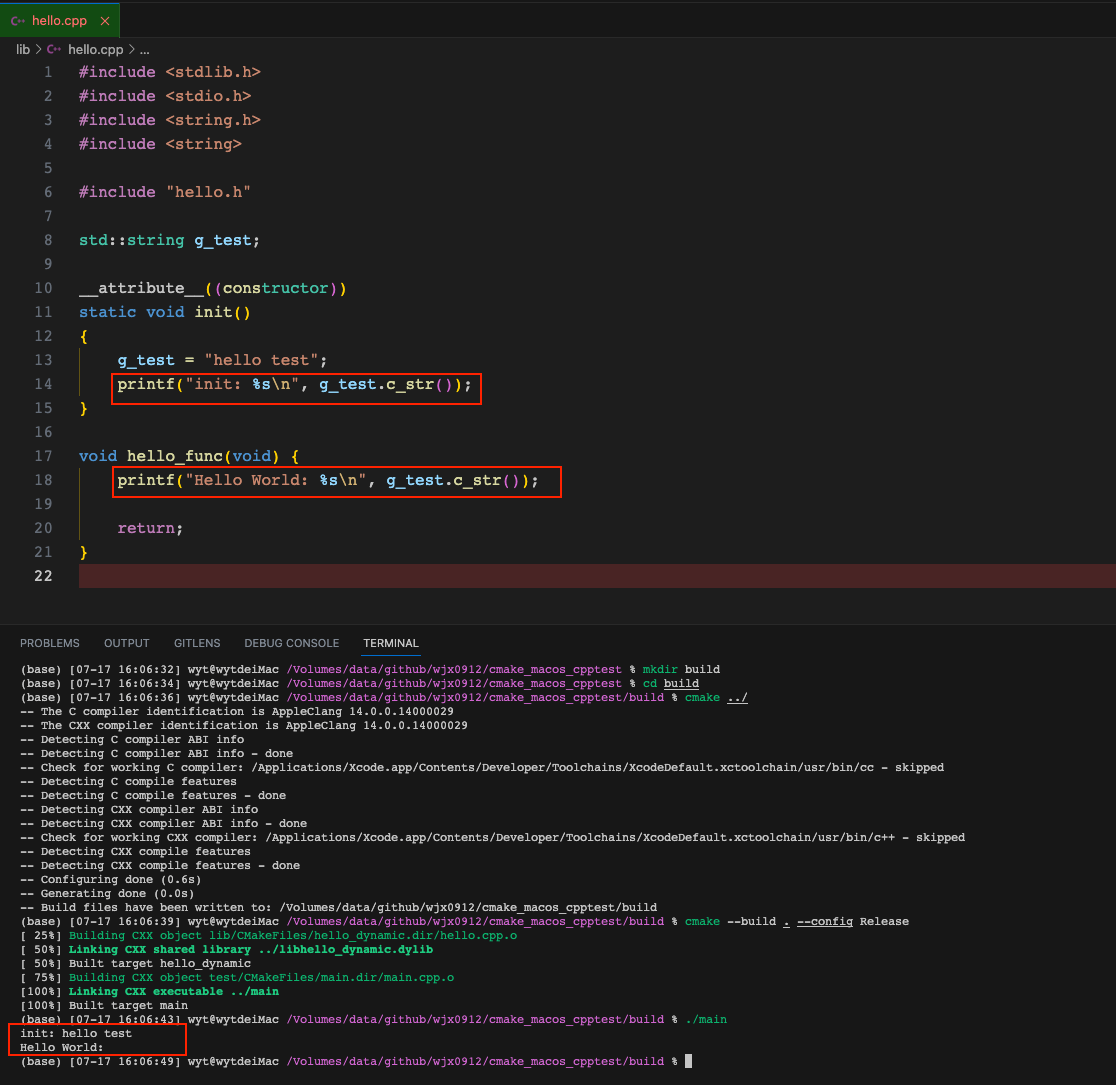 C++ hello.cpp ×
lib > C++ hello.cpp > ...
1 #include <stdlib.h>
2 #include <stdio.h>
3 #include <string.h>
4 #include <string>
5
6 #include "hello.h"
7
8 std::string g_test;
9
10 __attribute__((constructor))
11 static void init()
12 {
13     g_test = "hello test";
14     printf("init: %s\n", g_test.c_str());
15 }
16
17 void hello_func(void) {
18     printf("Hello World: %s\n", g_test.c_str());
19
20     return;
21 }
22
PROBLEMS OUTPUT GITLENS DEBUG CONSOLE TERMINAL
(base) [07-17 16:06:32] wyt@wytdeiMac /Volumes/data/github/wjx0912/cmake_macos_cpptest % mkdir build
(base) [07-17 16:06:34] wyt@wytdeiMac /Volumes/data/github/wjx0912/cmake_macos_cpptest % cd build
(base) [07-17 16:06:36] wyt@wytdeiMac /Volumes/data/github/wjx0912/cmake_macos_cpptest/build % cmake ../
-- The C compiler identification is AppleClang 14.0.0.14000029
-- The CXX compiler identification is AppleClang 14.0.0.14000029
-- Detecting C compiler ABI info
-- Detecting C compiler ABI info - done
-- Check for working C compiler: /Applications/Xcode.app/Contents/Developer/Toolchains/XcodeDefault.xctoolchain/usr/bin/cc - skipped
-- Detecting C compile features
-- Detecting C compile features - done
-- Detecting CXX compiler ABI info
-- Detecting CXX compiler ABI info - done
-- Check for working CXX compiler: /Applications/Xcode.app/Contents/Developer/Toolchains/XcodeDefault.xctoolchain/usr/bin/c++ - skipped
-- Detecting CXX compile features
-- Detecting CXX compile features - done
-- Configuring done (0.6s)
-- Generating done (0.0s)
-- Build files have been written to: /Volumes/data/github/wjx0912/cmake_macos_cpptest/build
(base) [07-17 16:06:39] wyt@wytdeiMac /Volumes/data/github/wjx0912/cmake_macos_cpptest/build % cmake --build . --config Release
[ 25%] Building CXX object lib/CMakeFiles/hello_dynamic.dir/hello.cpp.o
[ 50%] Linking CXX shared library ../libhello_dynamic.dylib
[ 50%] Built target hello_dynamic
[ 75%] Building CXX object test/CMakeFiles/main.dir/main.cpp.o
[100%] Linking CXX executable ../main
[100%] Built target main
(base) [07-17 16:06:43] wyt@wytdeiMac /Volumes/data/github/wjx0912/cmake_macos_cpptest/build % ./main
init: hello test
Hello World:
(base) [07-17 16:06:49] wyt@wytdeiMac /Volumes/data/github/wjx0912/cmake_macos_cpptest/build %